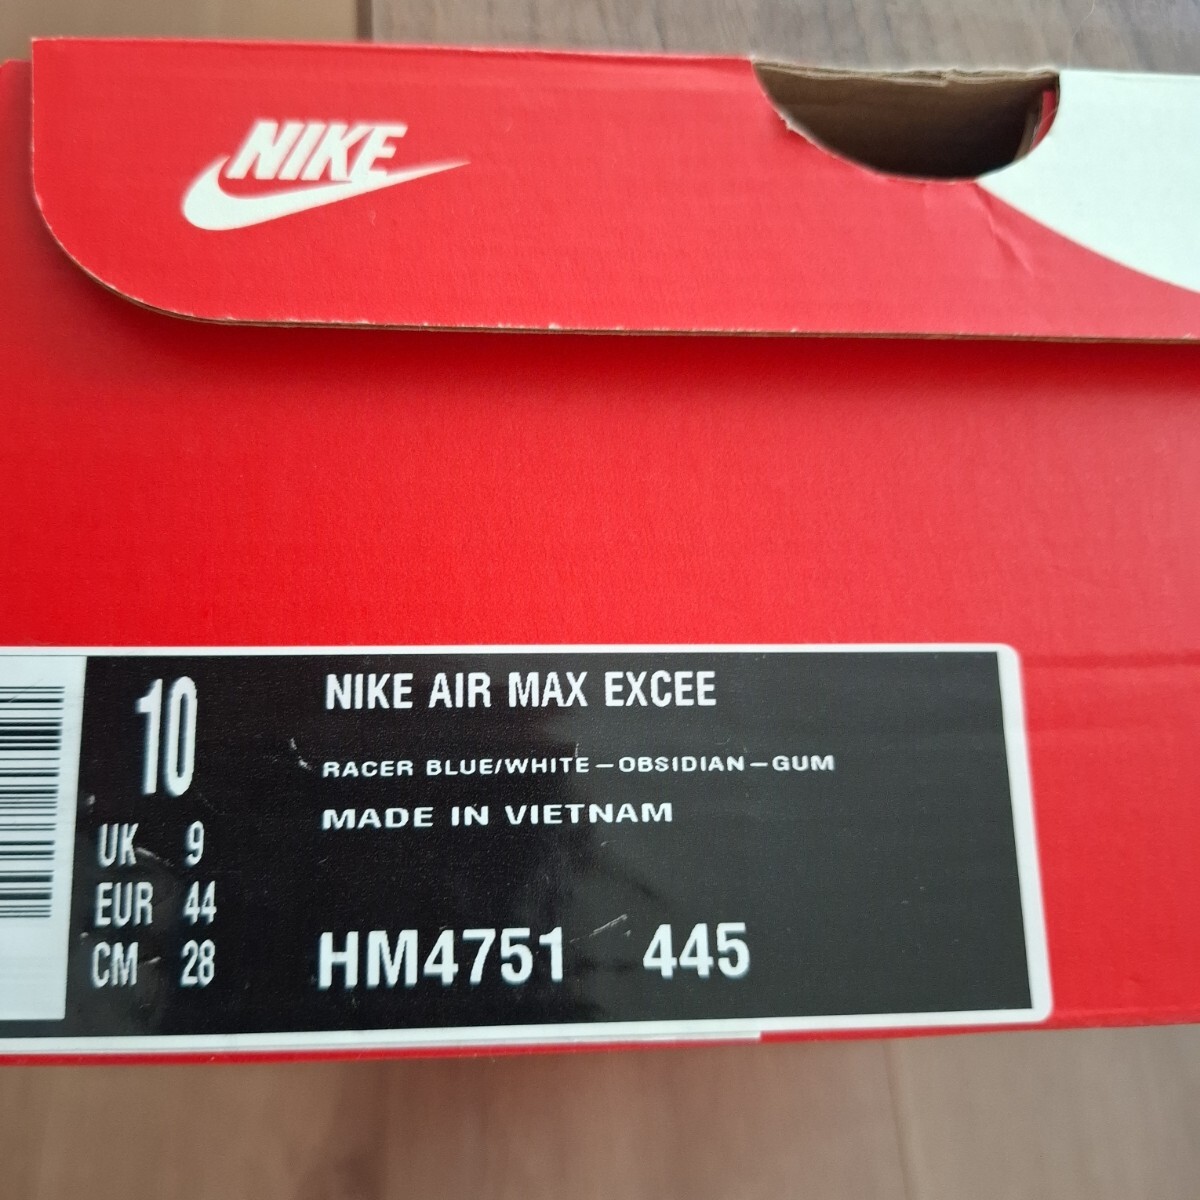 NIKE
10
UK 9
EUR 44
CM 28
NIKE AIR MAX EXCEE
RACER BLUE/WHITE-OBSIDIAN-GUM
MADE IN VIETNAM
HM4751 445